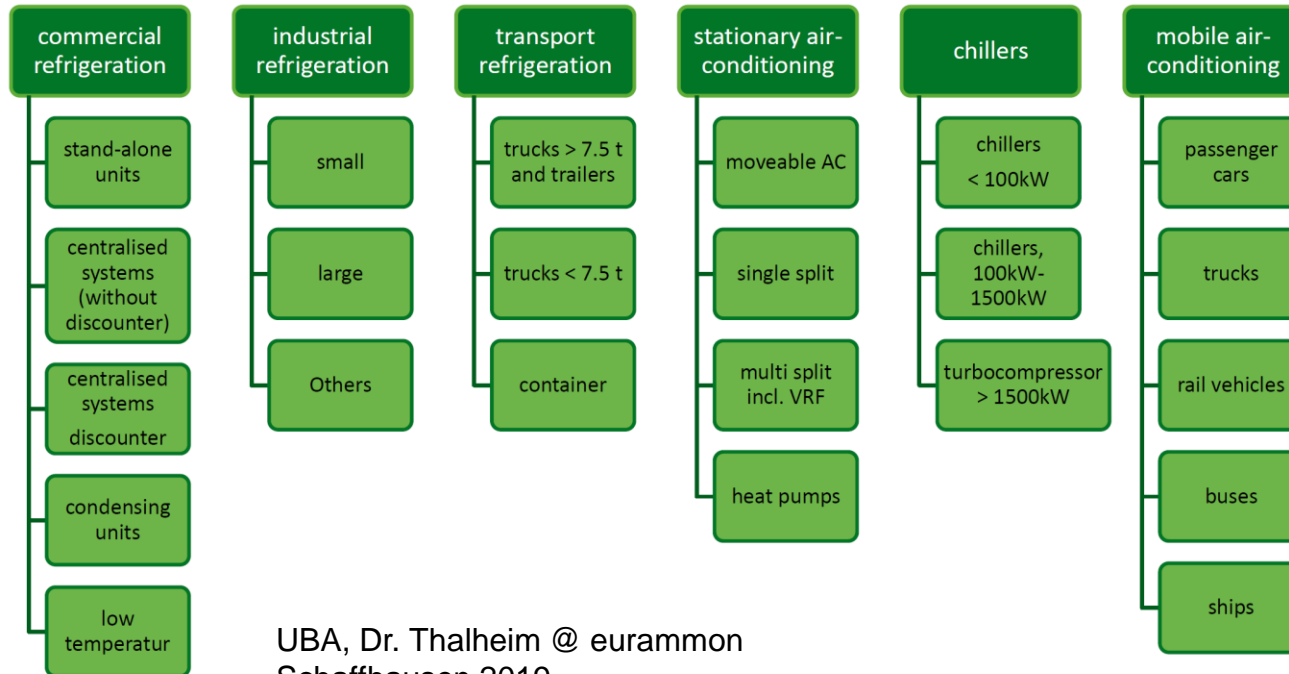 commercial
refrigeration
stand-alone
units
centralised
systems
(without
discounter)
centralised
systems
discounter
condensing
units
low
temperatur
industrial
refrigeration
small
large
Others
transport
refrigeration
trucks > 7.5 t
and trailers
trucks < 7.5 t
container
stationary air-
conditioning
moveable AC
single split
multi split
incl. VRF
heat pumps
chillers
chillers
< 100kW
chillers,
100kW-
1500kW
turbocompressor
> 1500kW
mobile air-
conditioning
passenger
cars
trucks
rail vehicles
buses
ships
UBA, Dr. Thalheim @ eurammon
Schaffhausen 2019